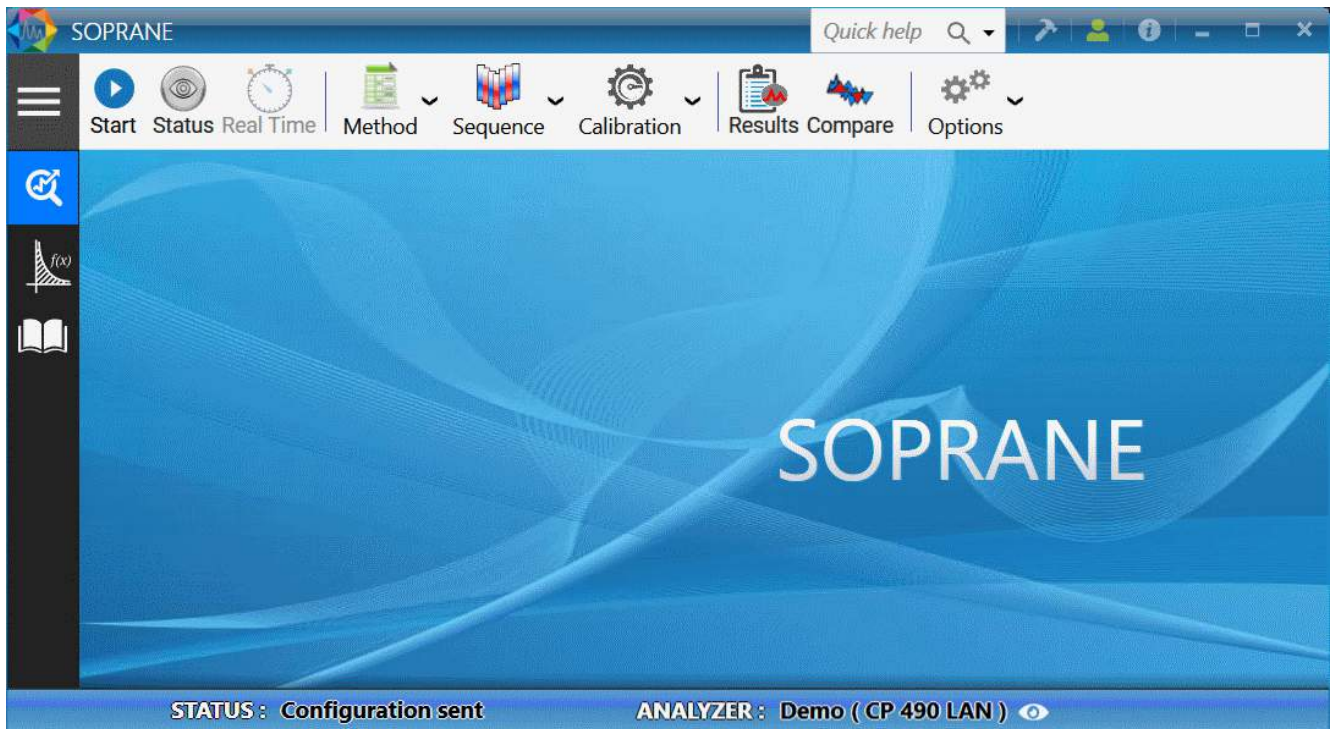 SOPRANE
Quick help
Start Status Real Time Method Sequence Calibration Results Compare Options
f(x)
SOPRANE
STATUS : Configuration sent ANALYZER : Demo ( CP 490 LAN )